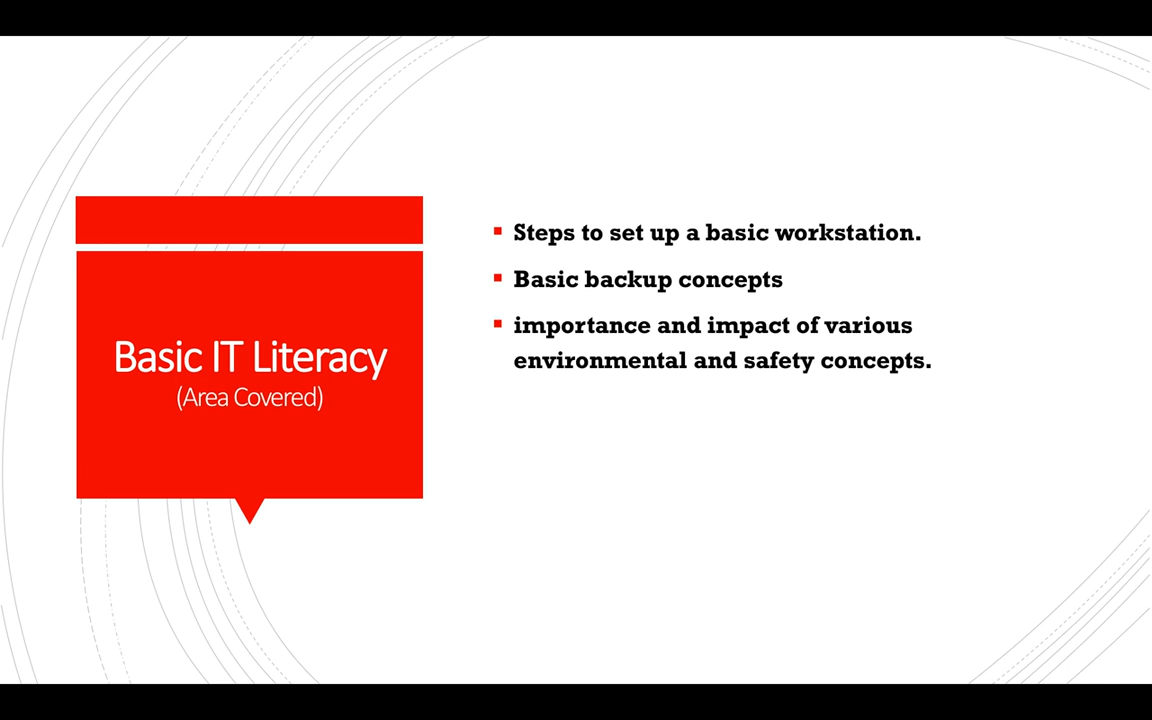 Basic IT Literacy
(Area Covered)
Steps to set up a basic workstation.
Basic backup concepts
importance and impact of various
environmental and safety concepts.